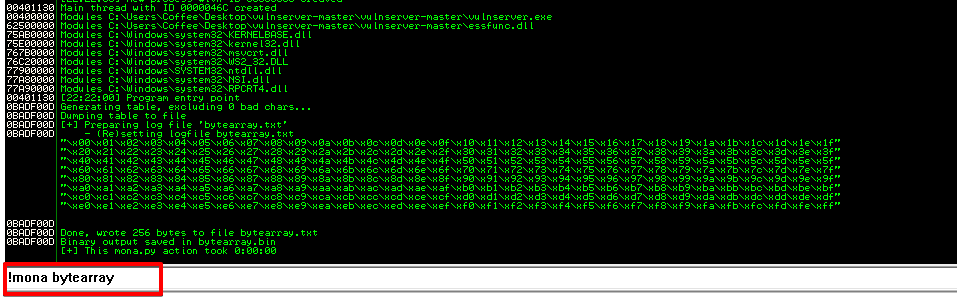 00401130 Main thread with ID 0000046C created
00400000 Modules C:\Users\Coffee\Desktop\vulnserver-master\vulnserver.exe
62500000 Modules C:\Users\Coffee\Desktop\vulnserver-master\essfunc.dll
75AB0000 Modules C:\Windows\system32\KERNELBASE.dll
75E00000 Modules C:\Windows\system32\kernel32.dll
767B0000 Modules C:\Windows\system32\msvcrt.dll
76C20000 Modules C:\Windows\system32\WS2_32.DLL
77900000 Modules C:\Windows\SYSTEM32\ntdll.dll
77A80000 Modules C:\Windows\system32\NSI.dll
77A90000 Modules C:\Windows\system32\RPCRT4.dll
00401130 [22:22:00] Program entry point
0BADF00D Generating table, excluding 0 bad chars...
0BADF00D Dumping table to file
0BADF00D [+] Preparing log file 'bytearray.txt'
0BADF00D - (Re)setting logfile bytearray.txt
"\x00\x01\x02\x03\x04\x05\x06\x07\x08\x09\x0a\x0b\x0c\x0d\x0e\x0f\x10\x11\x12\x13\x14\x15\x16\x17\x18\x19\x1a\x1b\x1c\x1d\x1e\x1f"
"\x20\x21\x22\x23\x24\x25\x26\x27\x28\x29\x2a\x2b\x2c\x2d\x2e\x2f\x30\x31\x32\x33\x34\x35\x36\x37\x38\x39\x3a\x3b\x3c\x3d\x3e\x3f"
"\x40\x41\x42\x43\x44\x45\x46\x47\x48\x49\x4a\x4b\x4c\x4d\x4e\x4f\x50\x51\x52\x53\x54\x55\x56\x57\x58\x59\x5a\x5b\x5c\x5d\x5e\x5f"
"\x60\x61\x62\x63\x64\x65\x66\x67\x68\x69\x6a\x6b\x6c\x6d\x6e\x6f\x70\x71\x72\x73\x74\x75\x76\x77\x78\x79\x7a\x7b\x7c\x7d\x7e\x7f"
"\x80\x81\x82\x83\x84\x85\x86\x87\x88\x89\x8a\x8b\x8c\x8d\x8e\x8f\x90\x91\x92\x93\x94\x95\x96\x97\x98\x99\x9a\x9b\x9c\x9d\x9e\x9f"
"\xa0\xa1\xa2\xa3\xa4\xa5\xa6\xa7\xa8\xa9\xaa\xab\xac\xad\xae\xaf\xb0\xb1\xb2\xb3\xb4\xb5\xb6\xb7\xb8\xb9\xba\xbb\xbc\xbd\xbe\xbf"
"\xc0\xc1\xc2\xc3\xc4\xc5\xc6\xc7\xc8\xc9\xca\xcb\xcc\xcd\xce\xcf\xd0\xd1\xd2\xd3\xd4\xd5\xd6\xd7\xd8\xd9\xda\xdb\xdc\xdd\xde\xdf"
"\xe0\xe1\xe2\xe3\xe4\xe5\xe6\xe7\xe8\xe9\xea\xeb\xec\xed\xee\xef\xf0\xf1\xf2\xf3\xf4\xf5\xf6\xf7\xf8\xf9\xfa\xfb\xfc\xfd\xfe\xff"
0BADF00D
0BADF00D Done, wrote 256 bytes to file bytearray.txt
0BADF00D Binary output saved in bytearray.bin
[+] This mona.py action took 0:00:00
!mona bytearray